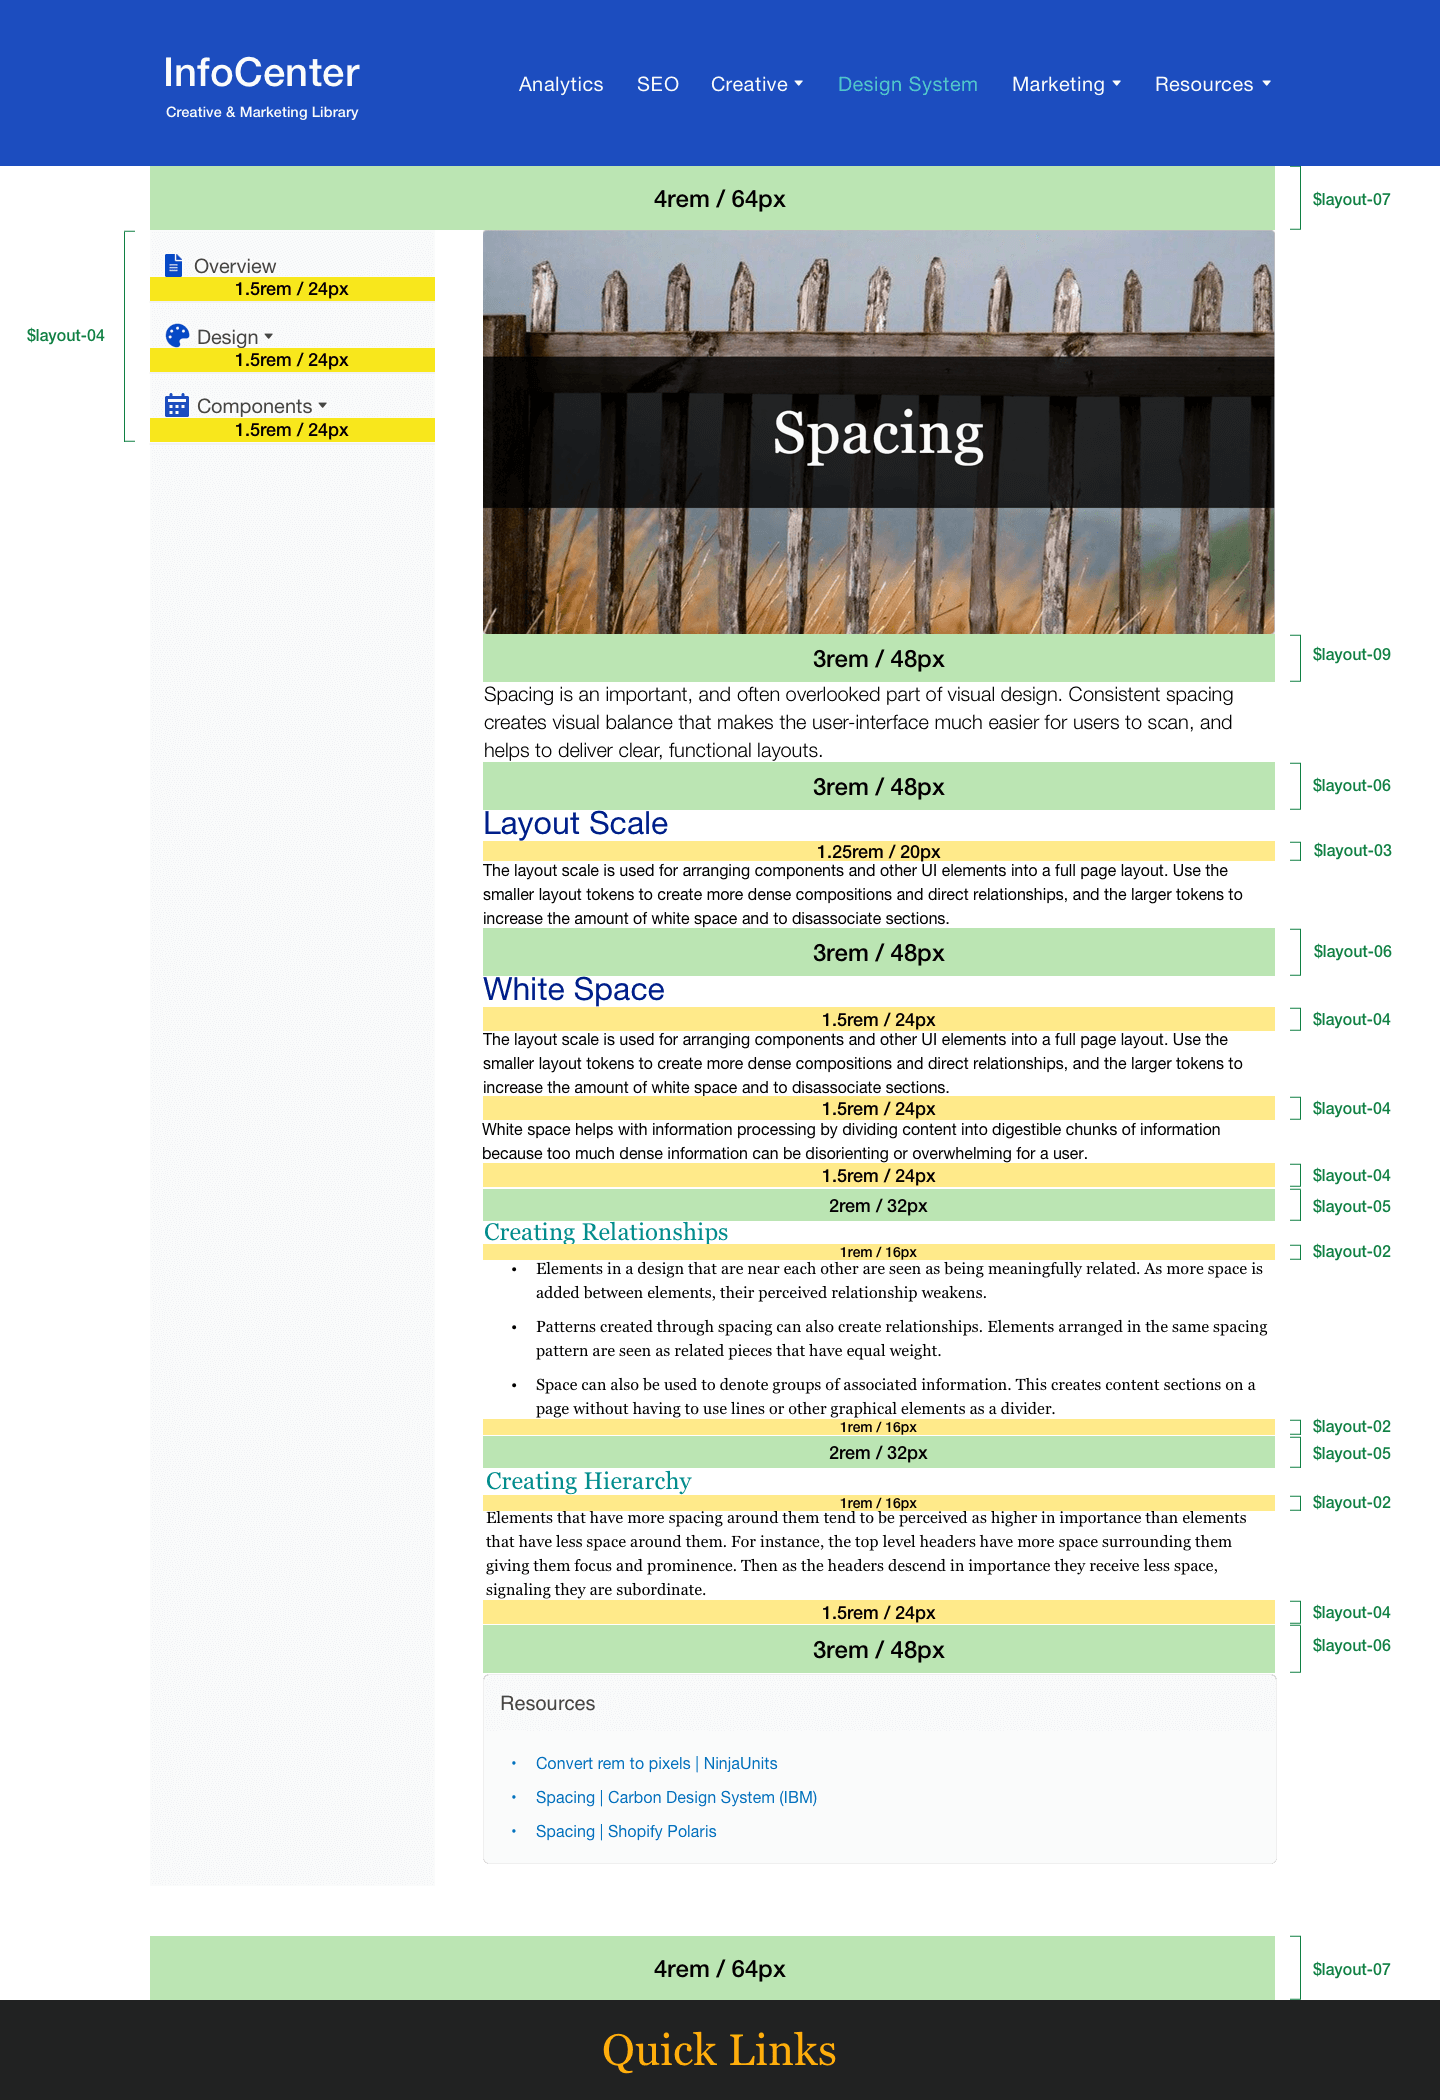 InfoCenter
Creative & Marketing Library
Analytics SEO Creative Design System Marketing Resources
4rem / 64px
$layout-07
Overview
1.5rem / 24px
$layout-04
Design
1.5rem / 24px
Components
1.5rem / 24px
Spacing
3rem / 48px
$layout-09
Spacing is an important, and often overlooked part of visual design. Consistent spacing
creates visual balance that makes the user-interface much easier for users to scan, and
helps to deliver clear, functional layouts.
3rem / 48px
$layout-06
Layout Scale
1.25rem / 20px
$layout-03
The layout scale is used for arranging components and other UI elements into a full page layout. Use the
smaller layout tokens to create more dense compositions and direct relationships, and the larger tokens to
increase the amount of white space and to disassociate sections.
3rem / 48px
$layout-06
White Space
1.5rem / 24px
$layout-04
The layout scale is used for arranging components and other UI elements into a full page layout. Use the
smaller layout tokens to create more dense compositions and direct relationships, and the larger tokens to
increase the amount of white space and to disassociate sections.
1.5rem / 24px
$layout-04
White space helps with information processing by dividing content into digestible chunks of information
because too much dense information can be disorienting or overwhelming for a user.
1.5rem / 24px
$layout-04
2rem / 32px
$layout-05
Creating Relationships
1rem / 16px
$layout-02
• Elements in a design that are near each other are seen as being meaningfully related. As more space is
added between elements, their perceived relationship weakens.
• Patterns created through spacing can also create relationships. Elements arranged in the same spacing
pattern are seen as related pieces that have equal weight.
• Space can also be used to denote groups of associated information. This creates content sections on a
page without having to use lines or other graphical elements as a divider.
1rem / 16px
$layout-02
2rem / 32px
$layout-05
Creating Hierarchy
1rem / 16px
$layout-02
Elements that have more spacing around them tend to be perceived as higher in importance than elements
that have less space around them. For instance, the top level headers have more space surrounding them
giving them focus and prominence. Then as the headers descend in importance they receive less space,
signaling they are subordinate.
1.5rem / 24px
$layout-04
3rem / 48px
$layout-06
Resources
• Convert rem to pixels | NinjaUnits
• Spacing | Carbon Design System (IBM)
• Spacing | Shopify Polaris
4rem / 64px
$layout-07
Quick Links